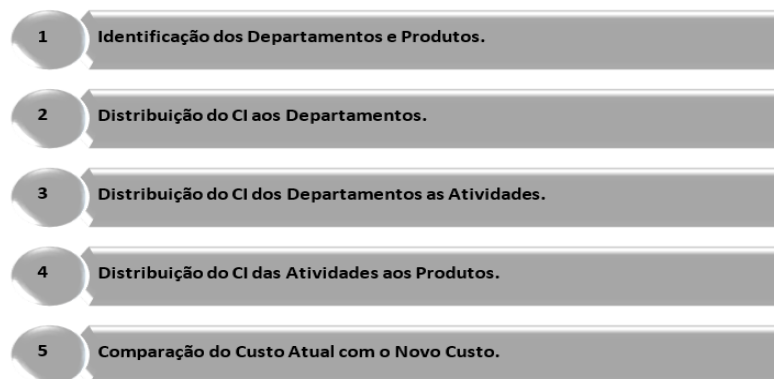 1 Identificação dos Departamentos e Produtos.
2 Distribuição do CI aos Departamentos.
3 Distribuição do CI dos Departamentos as Atividades.
4 Distribuição do CI das Atividades aos Produtos.
5 Comparação do Custo Atual com o Novo Custo.